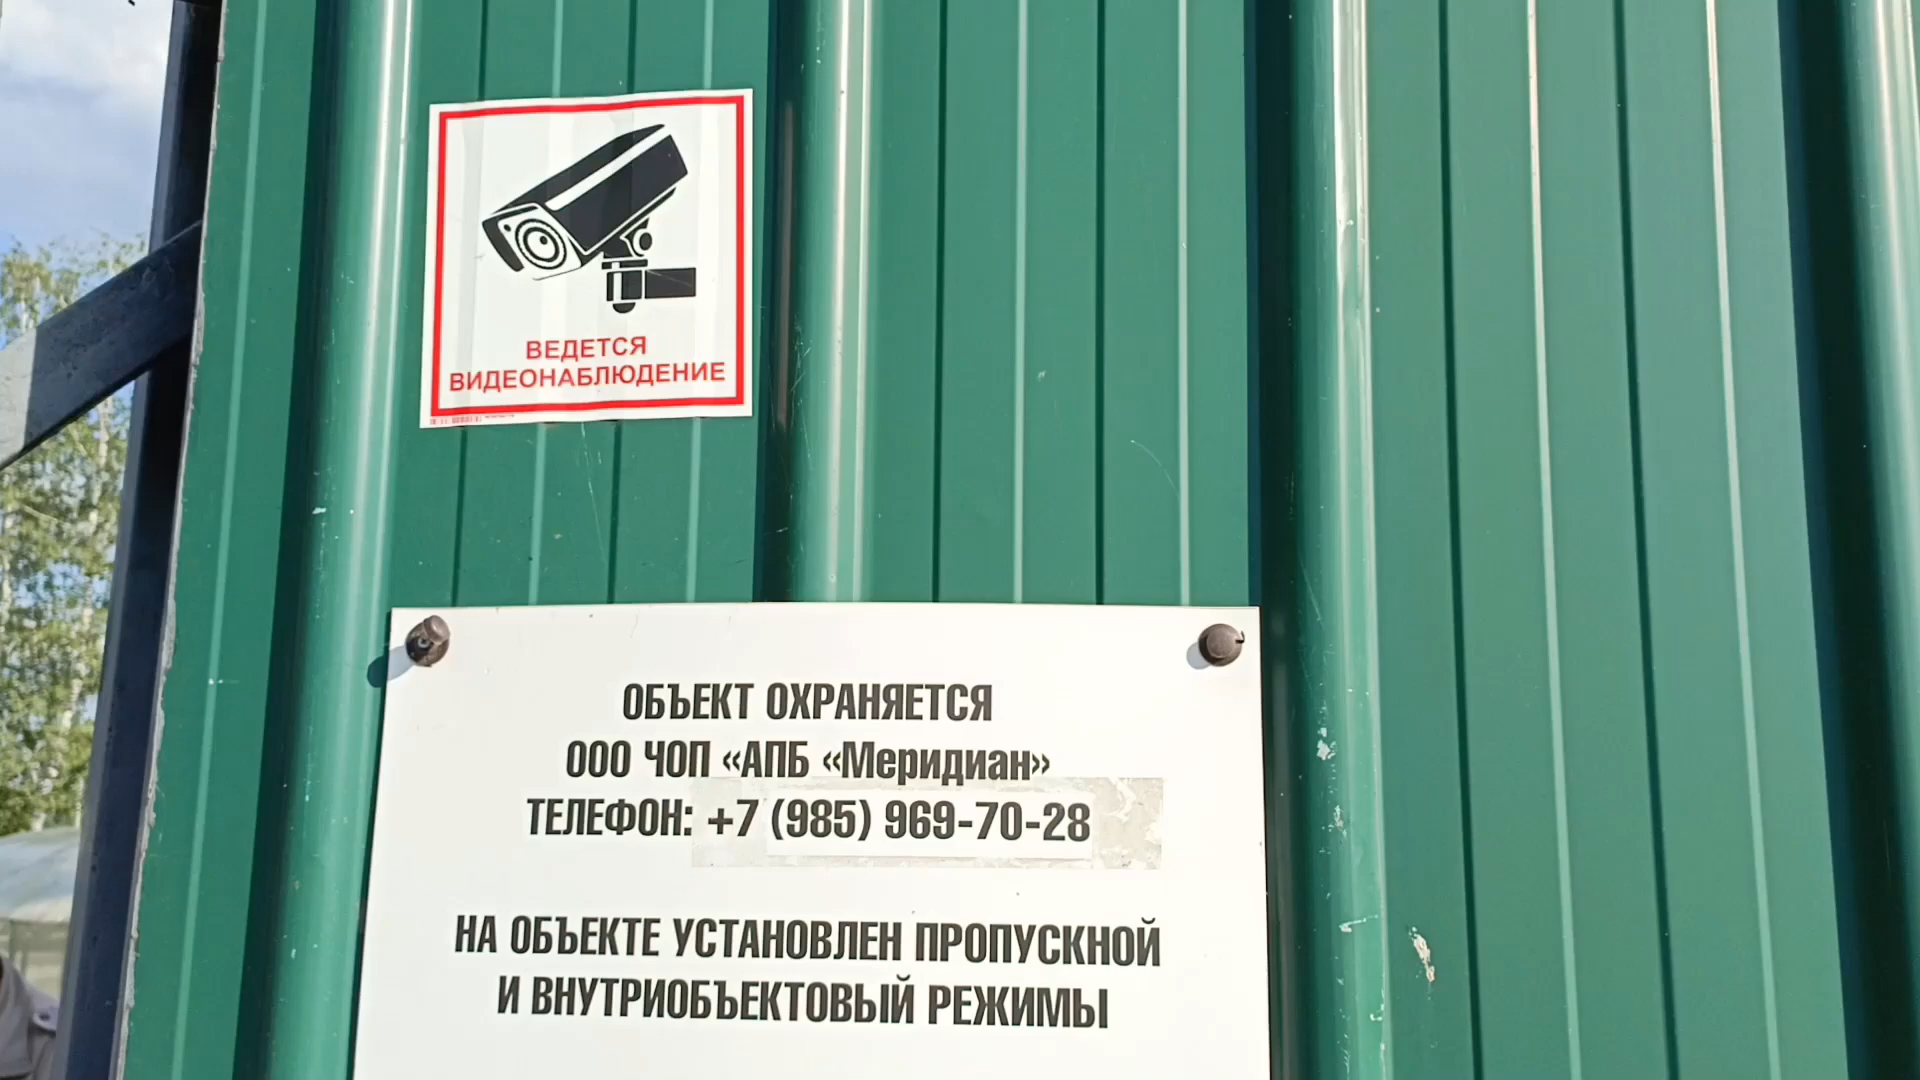 ВЕДЕТСЯ
ВИДЕОНАБЛЮДЕНИЕ
ОБЪЕКТ ОХРАНЯЕТСЯ
ООО ЧОП «АПБ «Меридиан»
ТЕЛЕФОН: +7 (985) 969-70-28
НА ОБЪЕКТЕ УСТАНОВЛЕН ПРОПУСКНОЙ
И ВНУТРИОБЪЕКТОВЫЙ РЕЖИМЫ